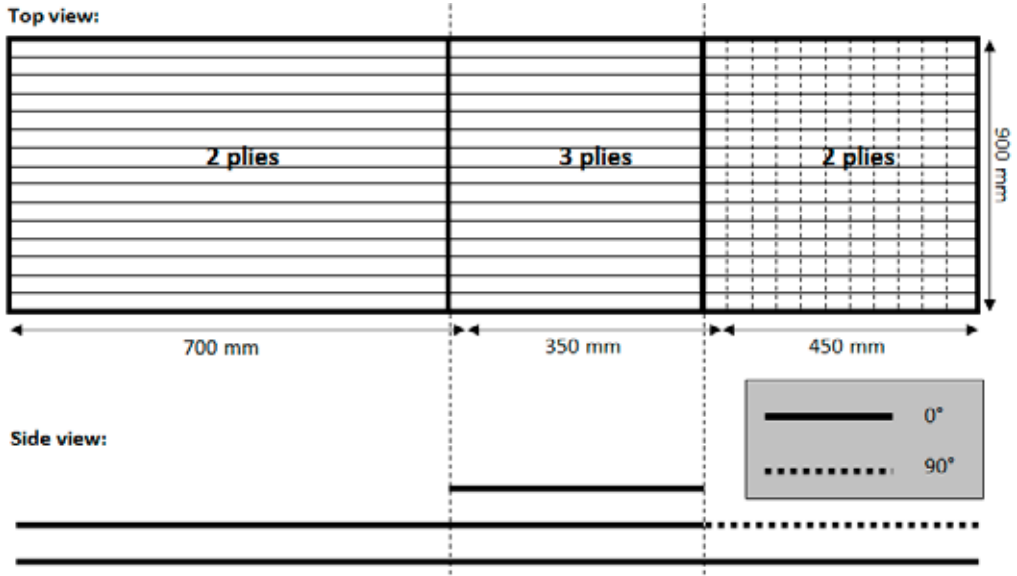 Top view:
2 plies
3 plies
2 plies
900 mm
700 mm
350 mm
450 mm
0°
Side view:
90°